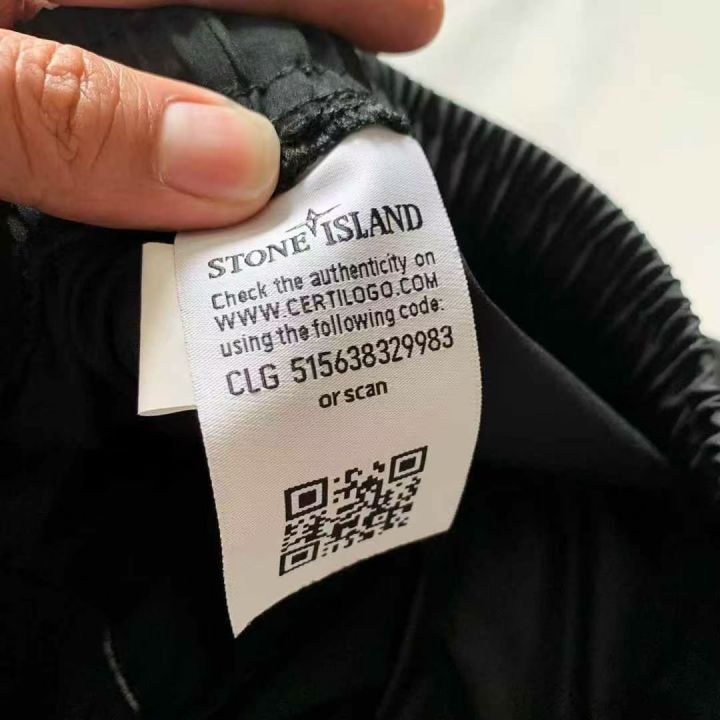 STONE ISLAND
Check the authenticity on
WWW.CERTILOGO.COM
using the following code:
CLG 515638329983
or scan